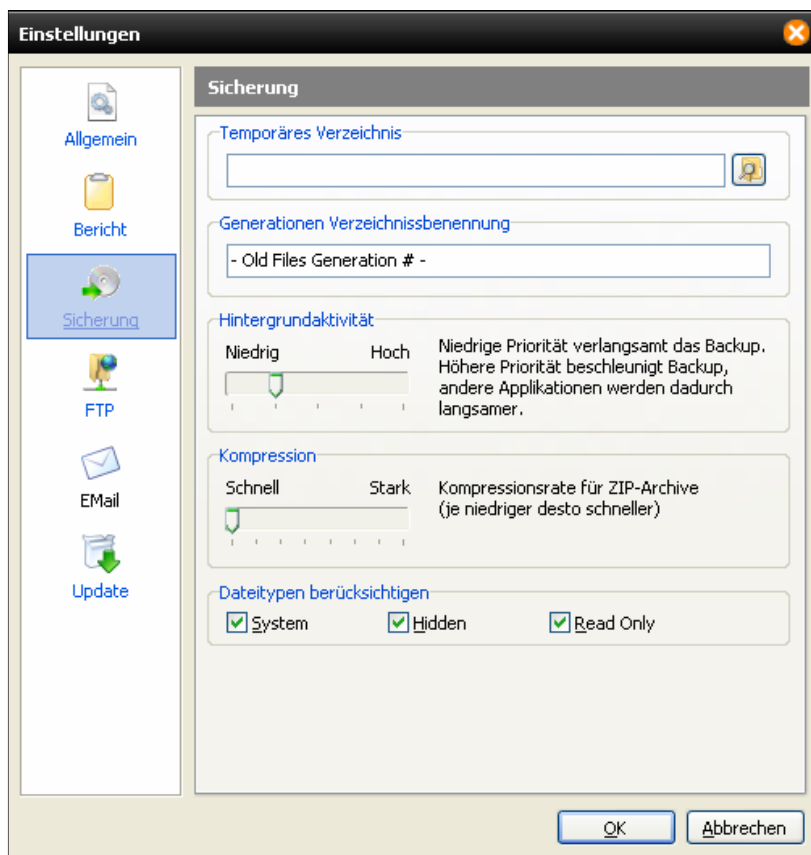 Einstellungen
Allgemein
Bericht
Sicherung
FTP
EMail
Update
Sicherung
Temporäres Verzeichnis
Generationen Verzeichnissbenennung
- Old Files Generation # -
Hintergrundaktivität
Niedrig Hoch
Niedrige Priorität verlangsamt das Backup.
Höhere Priorität beschleunigt Backup,
andere Applikationen werden dadurch
langsamer.
Kompression
Schnell Stark
Kompressionsrate für ZIP-Archive
(je niedriger desto schneller)
Dateitypen berücksichtigen
System Hidden Read Only
OK Abbrechen